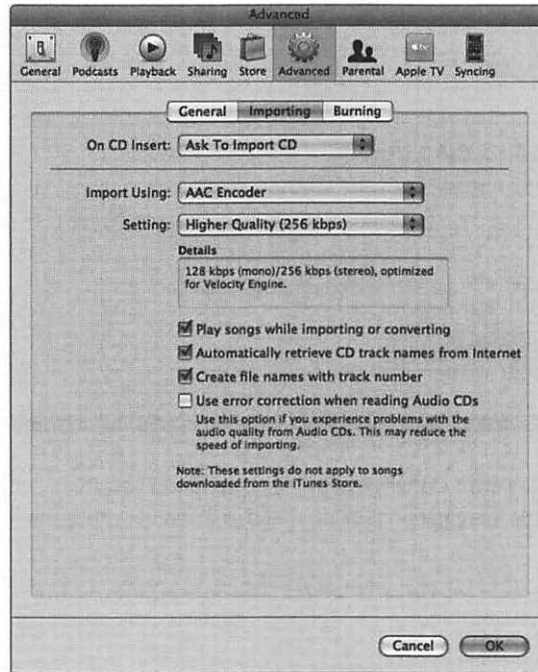 Advanced
General Podcasts Playback Sharing Store Advanced Parental Apple TV Syncing
General Importing Burning
On CD Insert: Ask To Import CD
Import Using: AAC Encoder
Setting: Higher Quality (256 kbps)
Details
128 kbps (mono)/256 kbps (stereo), optimized
for Velocity Engine.
Play songs while importing or converting
Automatically retrieve CD track names from Internet
Create file names with track number
Use error correction when reading Audio CDs
Use this option if you experience problems with the
audio quality from Audio CDs. This may reduce the
speed of importing.
Note: These settings do not apply to songs
downloaded from the iTunes Store.
Cancel OK